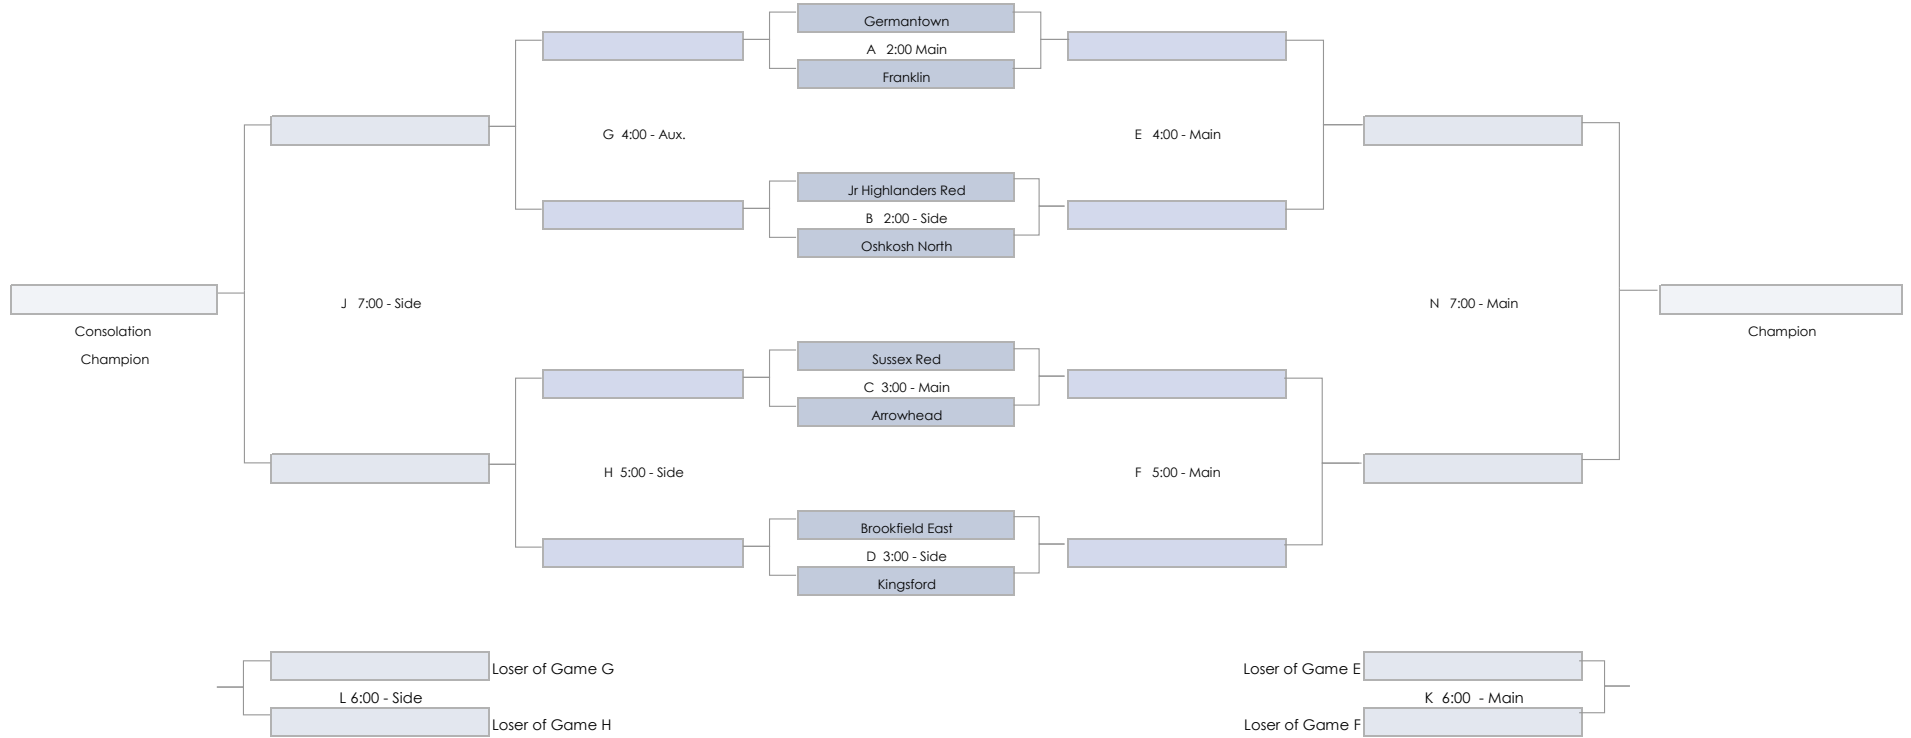 Germantown
A 2:00 Main
Franklin
G 4:00 - Aux.
E 4:00 - Main
Jr Highlanders Red
B 2:00 - Side
Oshkosh North
J 7:00 - Side
N 7:00 - Main
Consolation
Champion
Champion
Sussex Red
C 3:00 - Main
Arrowhead
H 5:00 - Side
F 5:00 - Main
Brookfield East
D 3:00 - Side
Kingsford
Loser of Game G
L 6:00 - Side
Loser of Game H
Loser of Game E
K 6:00 - Main
Loser of Game F